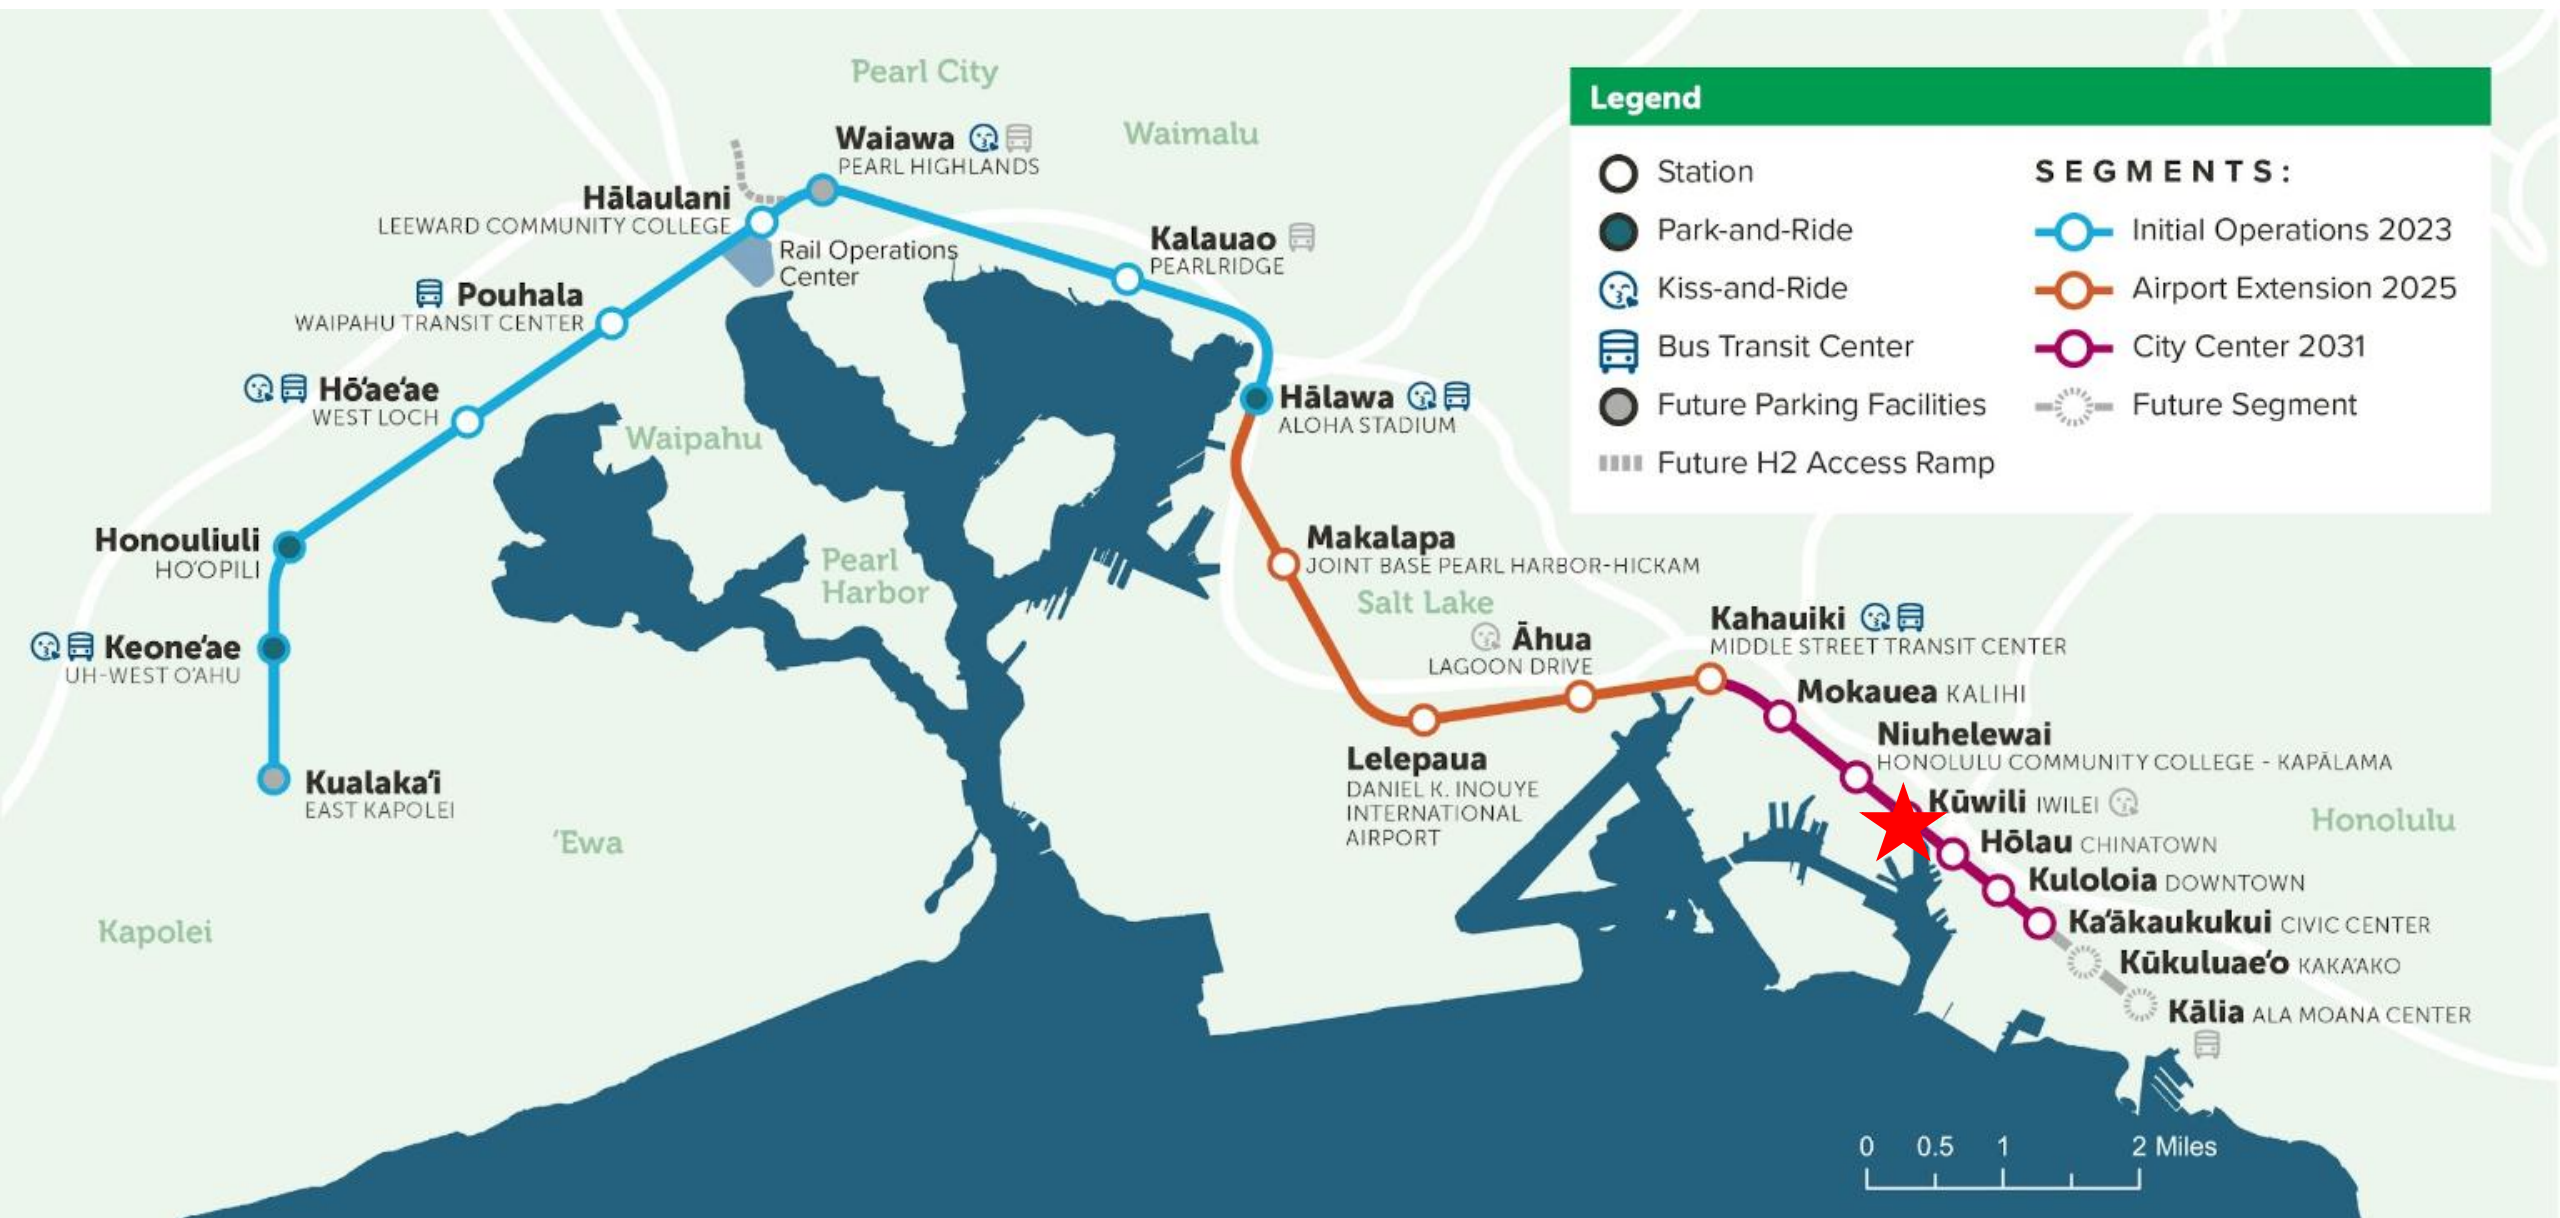 Pearl City
Waimalu
Waiawa
PEARL HIGHLANDS
Hālaulani
LEEWARD COMMUNITY COLLEGE
Rail Operations
Center
Kalauao
PEARLRIDGE
Pouhala
WAIPAHU TRANSIT CENTER
Hōʻaeʻae
WEST LOCH
Waipahu
Hālawa
ALOHA STADIUM
Honouliuli
HOʻOPILI
Pearl
Harbor
Makalapa
JOINT BASE PEARL HARBOR-HICKAM
Salt Lake
Keoneʻae
UH-WEST OʻAHU
Āhua
LAGOON DRIVE
Kahauiki
MIDDLE STREET TRANSIT CENTER
Mokauea KALIHI
Niuhelewai
HONOLULU COMMUNITY COLLEGE - KAPĀLAMA
Kualakaʻi
EAST KAPOLEI
Lelepaua
DANIEL K. INOUYE
INTERNATIONAL
AIRPORT
Kūwili IWILEI
Honolulu
ʻEwa
Hōlau CHINATOWN
Kuloloia DOWNTOWN
Kapolei
Kaʻākaukukui CIVIC CENTER
Kūkuluaeʻo KAKAʻAKO
Kālia ALA MOANA CENTER
0 0.5 1 2 Miles
Legend
Station
Park-and-Ride
Kiss-and-Ride
Bus Transit Center
Future Parking Facilities
Future H2 Access Ramp
SEGMENTS:
Initial Operations 2023
Airport Extension 2025
City Center 2031
Future Segment